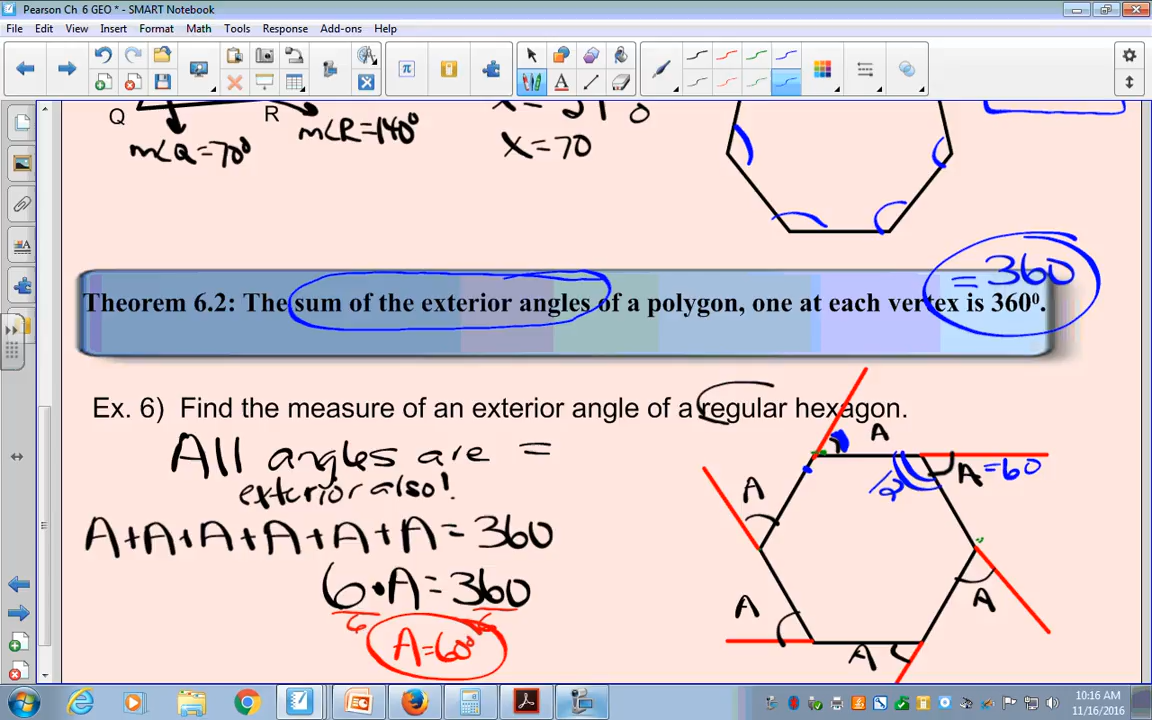 Pearson Ch 6 GEO * - SMART Notebook
File Edit View Insert Format Math Tools Response Add-ons Help
Q
R
m∠Q=70°
m∠R=140°
x=70
=360
Theorem 6.2: The sum of the exterior angles of a polygon, one at each vertex is 360⁰.
Ex. 6) Find the measure of an exterior angle of a regular hexagon.
All angles are =
exterior also!
A+A+A+A+A+A=360
6•A=360
6 6
A=60°
A
A=60
A
A
A
A
10:16 AM
11/16/2016